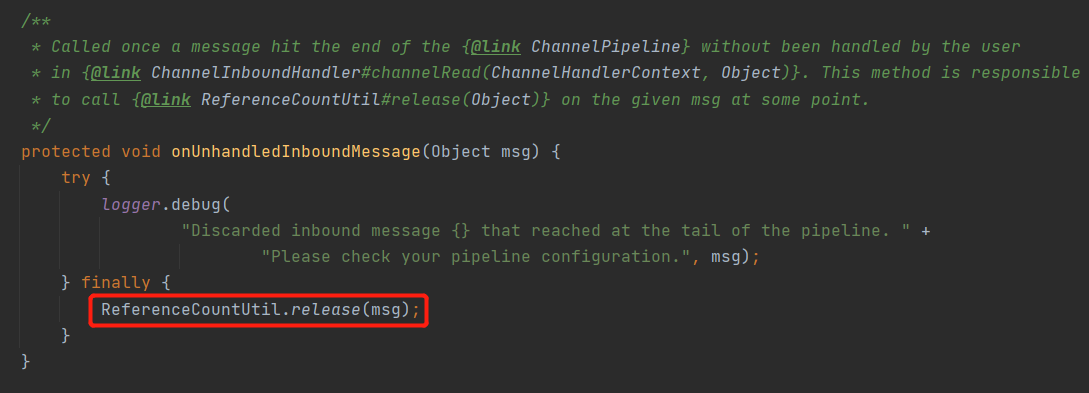 /**
 * Called once a message hit the end of the {@link ChannelPipeline} without been handled by the user
 * in {@link ChannelInboundHandler#channelRead(ChannelHandlerContext, Object)}. This method is responsible
 * to call {@link ReferenceCountUtil#release(Object)} on the given msg at some point.
 */
protected void onUnhandledInboundMessage(Object msg) {
    try {
        logger.debug(
                "Discarded inbound message {} that reached at the tail of the pipeline. " +
                        "Please check your pipeline configuration.", msg);
    } finally {
        ReferenceCountUtil.release(msg);
    }
}